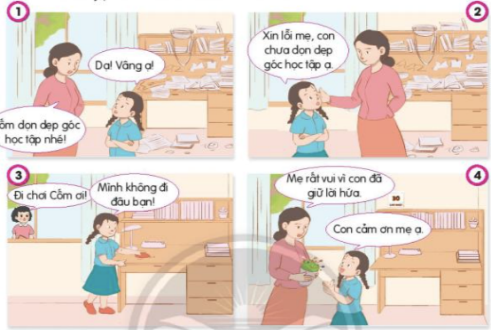 1
Dạ! Vâng ạ!
ốm dọn dẹp góc
học tập nhé!
2
Xin lỗi mẹ, con
chưa dọn dẹp
góc học tập ạ.
3
Đi chơi Cốm ơi!
Mình không đi
đâu bạn!
4
Mẹ rất vui vì con đã
giữ lời hứa.
Con cảm ơn mẹ ạ.